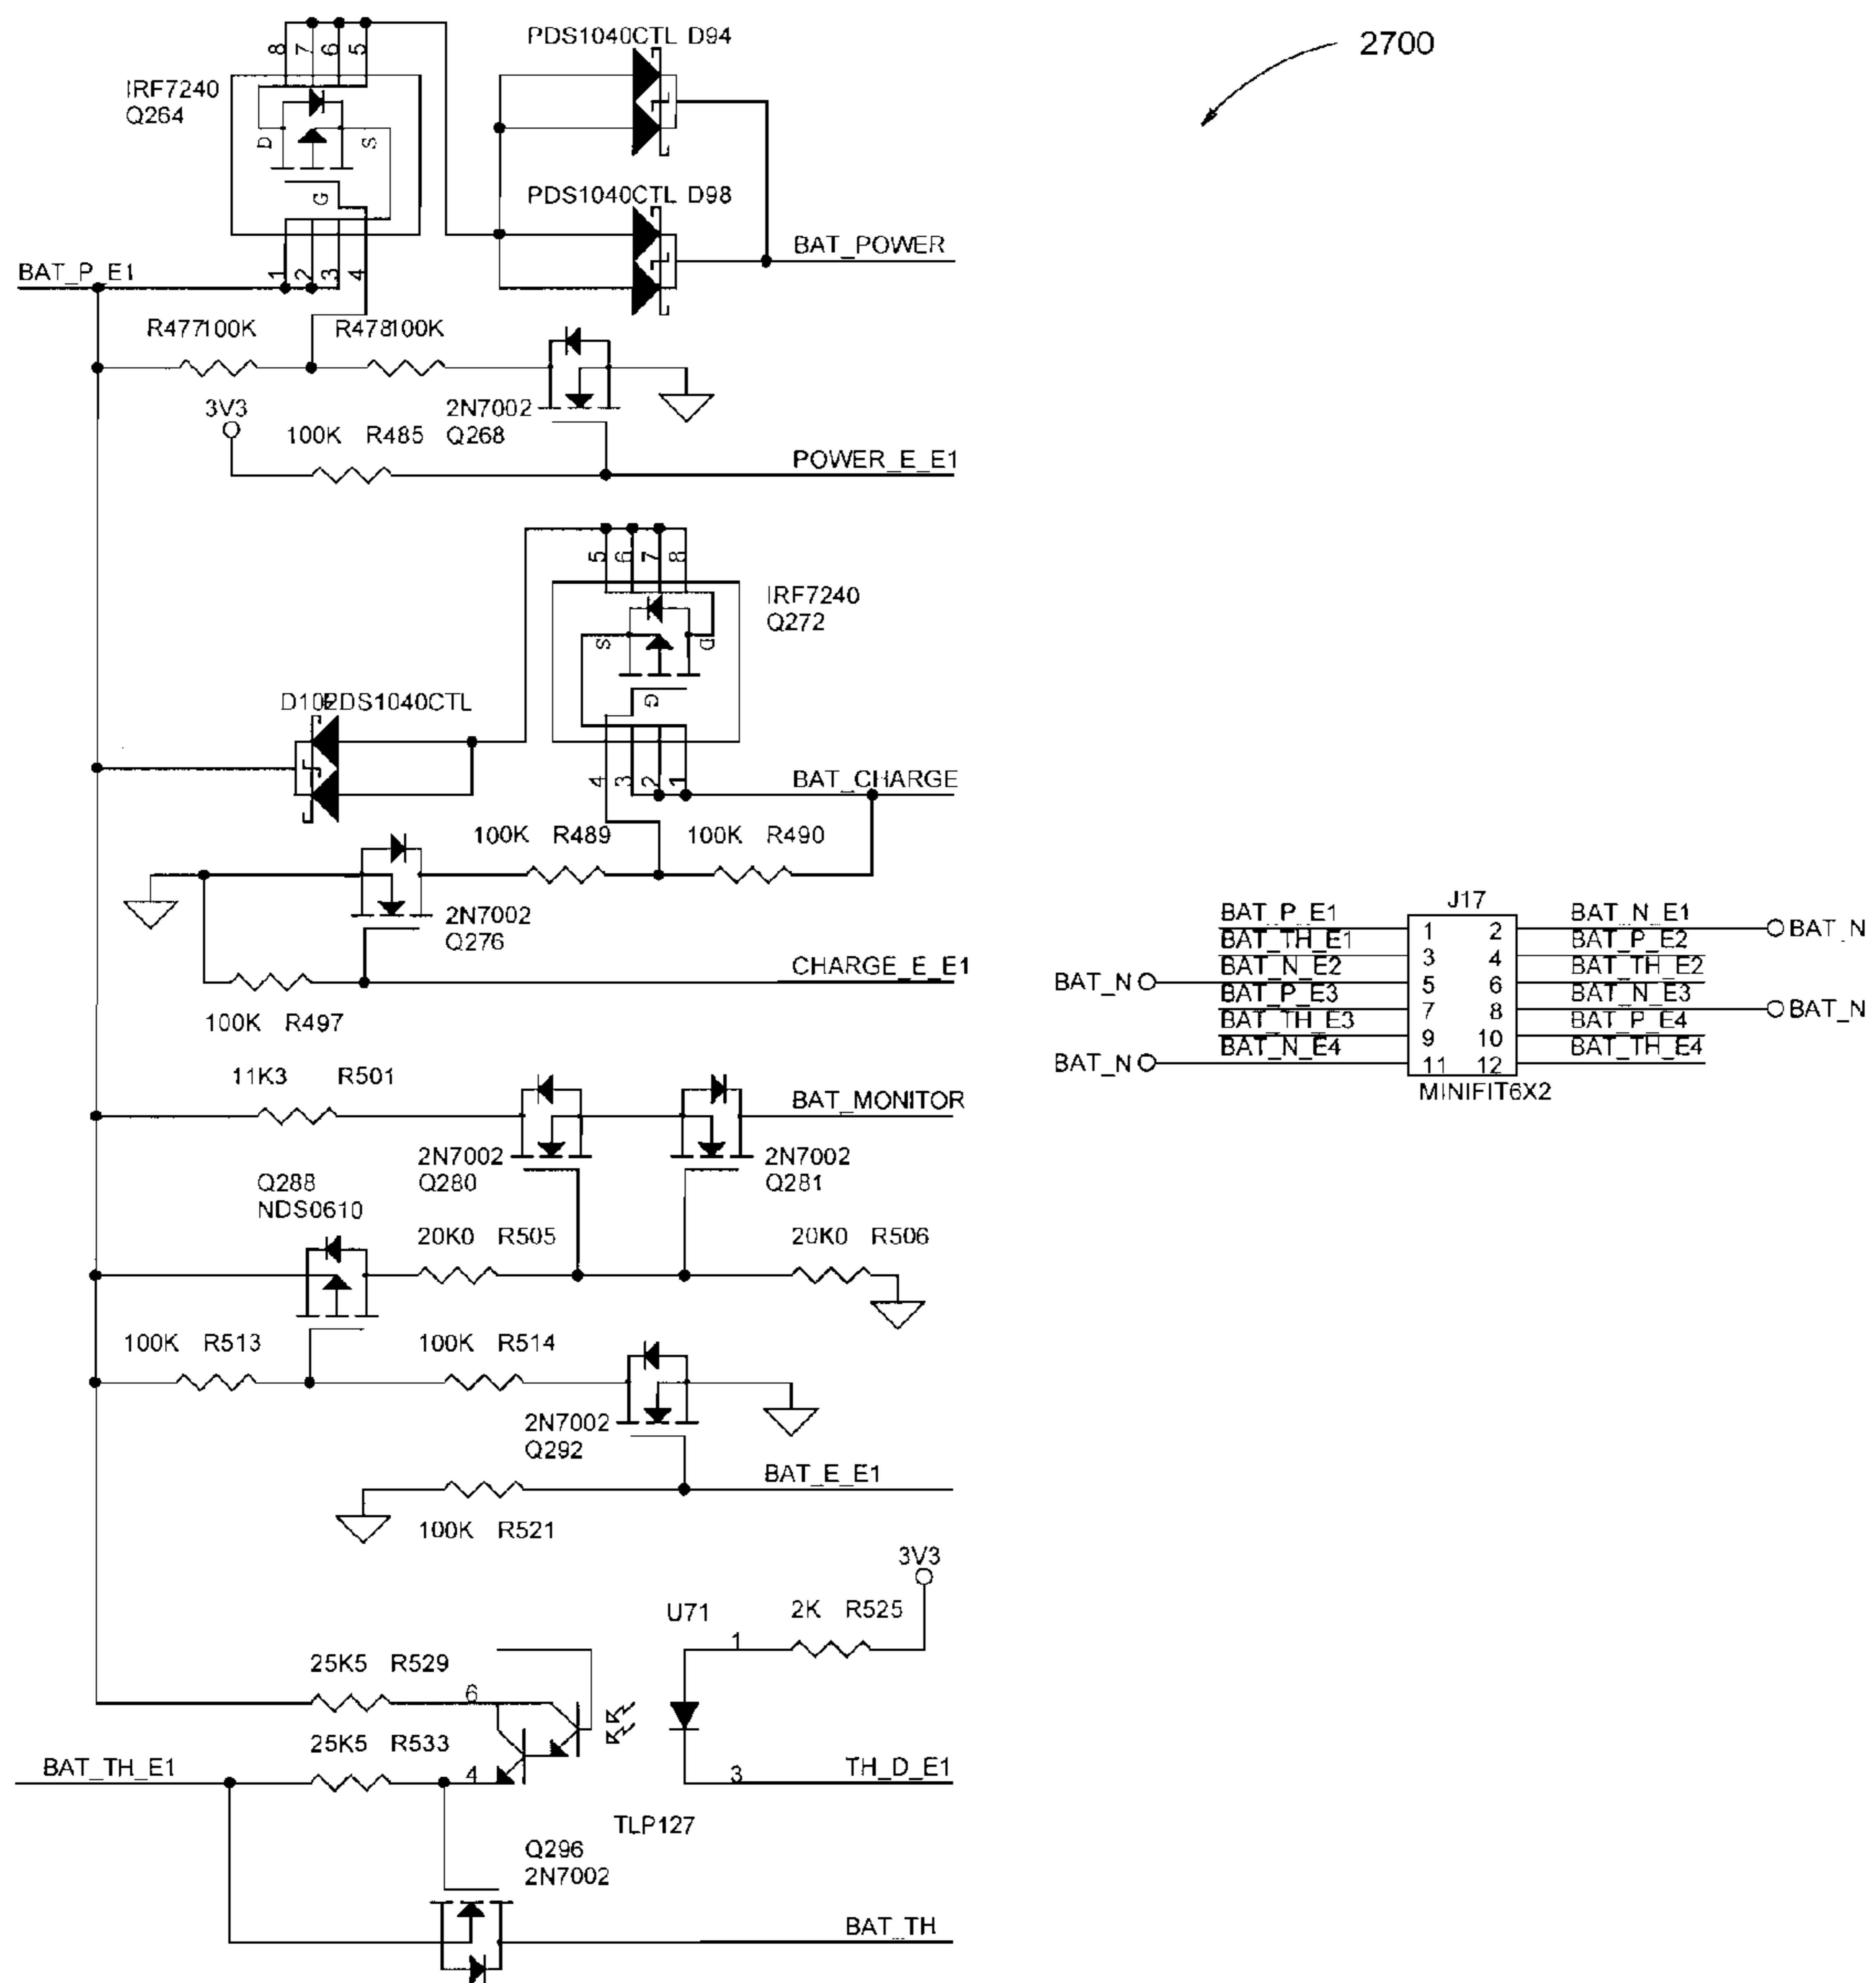 2700
PDS1040CTL D94
8 7 6 5
IRF7240
Q264
D
S
G
PDS1040CTL D98
BAT_POWER
BAT_P_E1
1 2 3 4
R477 100K
R478 100K
3V3
2N7002
100K R485 Q268
POWER_E_E1
5 6 7 8
IRF7240
Q272
S
D
G
PDS1040CTL
4 3 2 1
BAT_CHARGE
100K R489
100K R490
2N7002
Q276
CHARGE_E_E1
100K R497
J17
BAT_P_E1 1 2 BAT_N_E1 BAT_N
BAT_TH_E1 3 4 BAT_P_E2
BAT_N BAT_N_E2 5 6 BAT_TH_E2
BAT_P_E3 7 8 BAT_N_E3 BAT_N
BAT_TH_E3 9 10 BAT_P_E4
BAT_N BAT_N_E4 11 12 BAT_TH_E4
MINIFIT6X2
11K3 R501
BAT_MONITOR
2N7002
Q280
2N7002
Q281
Q288
NDS0610
20K0 R505
20K0 R506
100K R513
100K R514
2N7002
Q292
BAT_E_E1
100K R521
3V3
U71
2K R525
1
25K5 R529
6
25K5 R533
BAT_TH_E1
4
3
TH_D_E1
TLP127
Q296
2N7002
BAT_TH